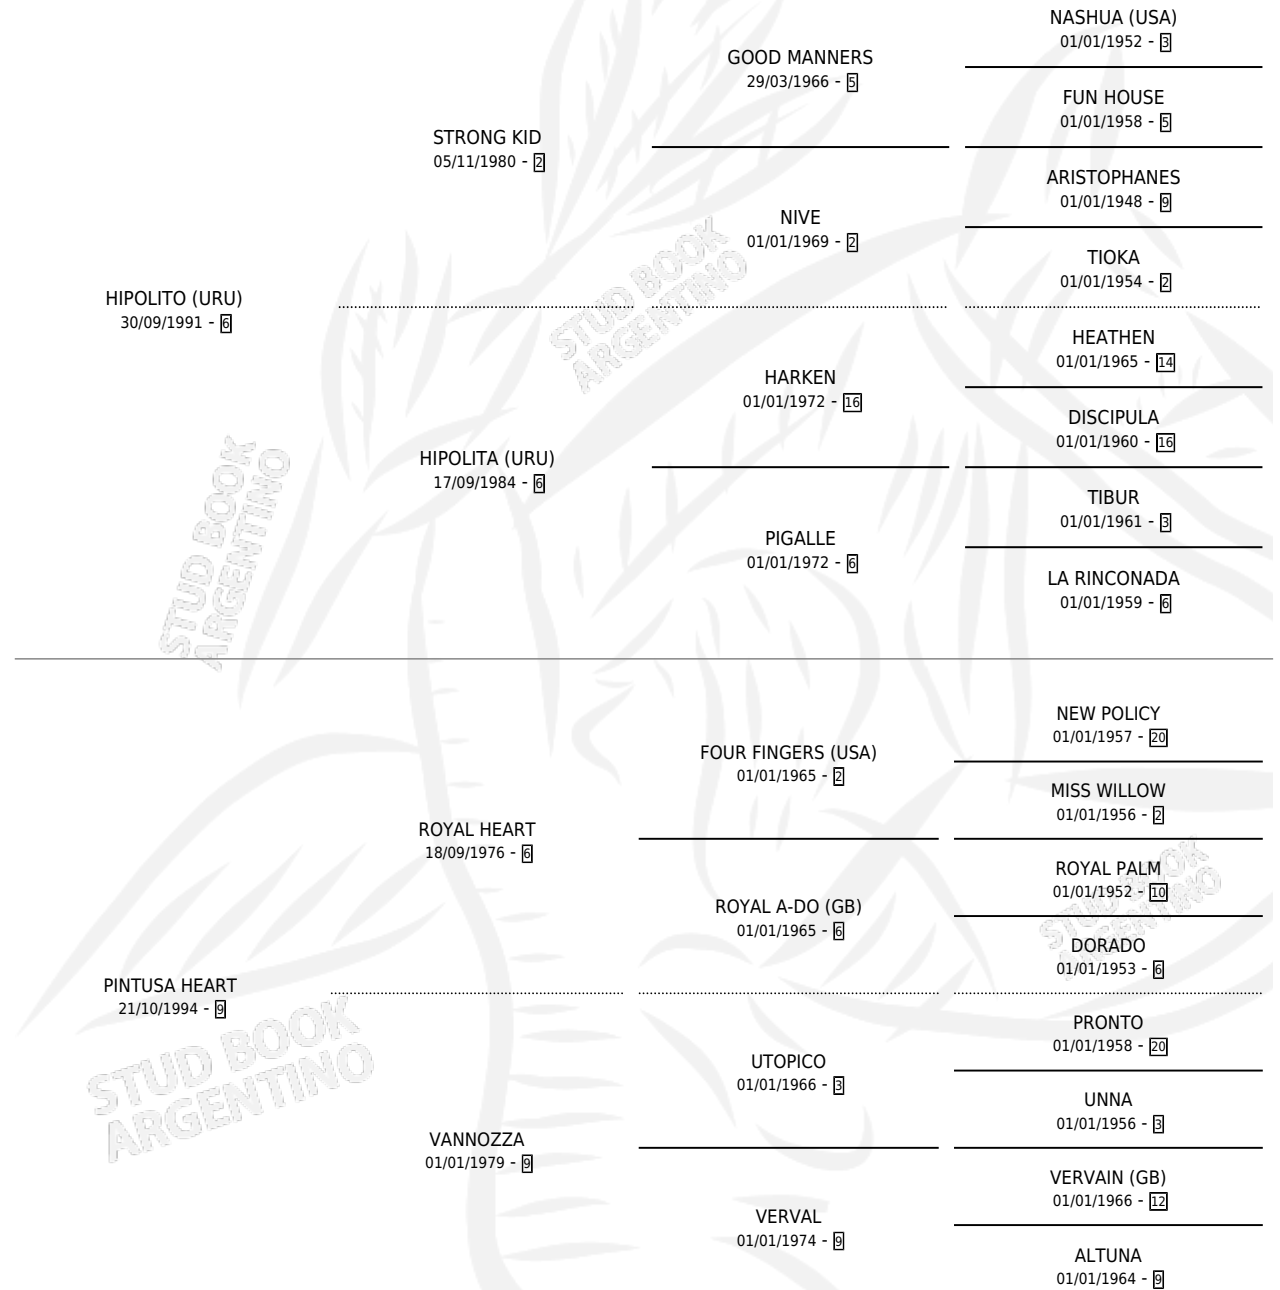 NASHUA (USA)
01/01/1952 - 3
GOOD MANNERS
29/03/1966 - 5
FUN HOUSE
01/01/1958 - 5
STRONG KID
05/11/1980 - 2
ARISTOPHANES
01/01/1948 - 9
NIVE
01/01/1969 - 2
TIOKA
01/01/1954 - 2
HIPOLITO (URU)
30/09/1991 - 6
STUD BOOK
ARGENTINO
HEATHEN
01/01/1965 - 14
HARKEN
01/01/1972 - 16
DISCIPULA
01/01/1960 - 16
HIPOLITA (URU)
17/09/1984 - 6
TIBUR
01/01/1961 - 3
PIGALLE
01/01/1972 - 6
LA RINCONADA
01/01/1959 - 6
STUD BOOK
ARGENTINO
NEW POLICY
01/01/1957 - 20
FOUR FINGERS (USA)
01/01/1965 - 2
MISS WILLOW
01/01/1956 - 2
ROYAL HEART
18/09/1976 - 6
ROYAL PALM
01/01/1952 - 10
ROYAL A-DO (GB)
01/01/1965 - 6
STUD BOOK
ARGENTINO
DORADO
01/01/1953 - 6
PINTUSA HEART
21/10/1994 - 9
STUD BOOK
ARGENTINO
PRONTO
01/01/1958 - 20
UTOPICO
01/01/1966 - 3
UNNA
01/01/1956 - 3
VANNOZZA
01/01/1979 - 9
VERVAIN (GB)
01/01/1966 - 12
VERVAL
01/01/1974 - 9
ALTUNA
01/01/1964 - 9